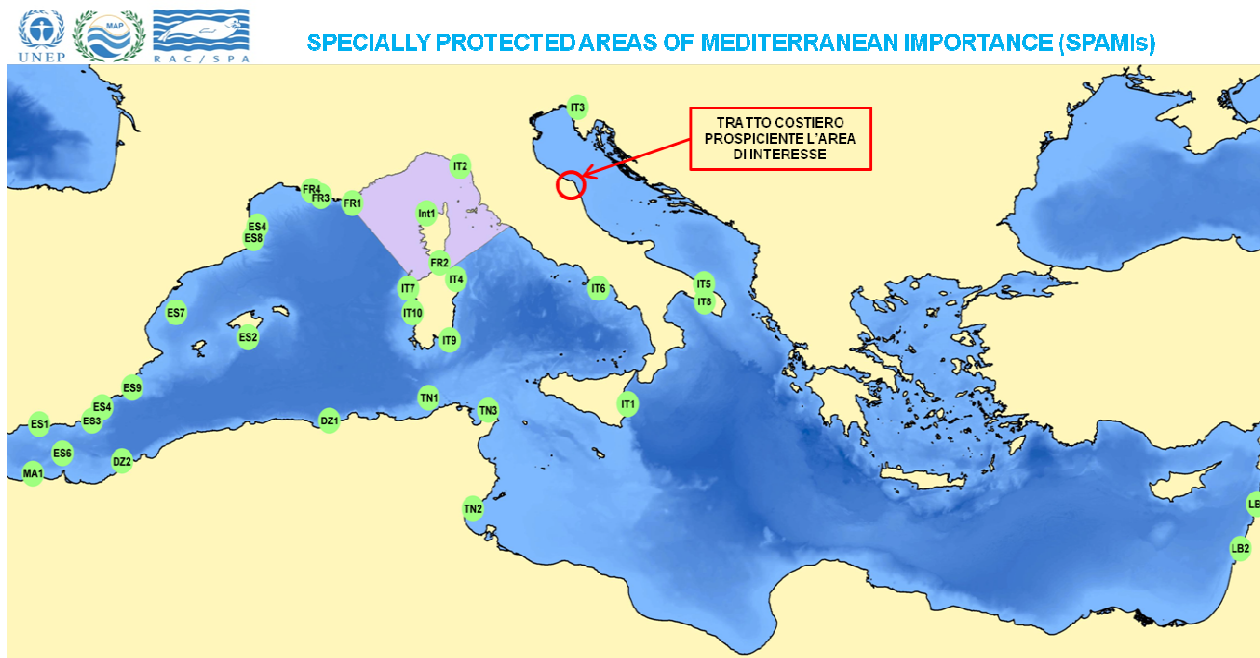 UNEP
MAP
RAC/SPA
SPECIALLY PROTECTED AREAS OF MEDITERRANEAN IMPORTANCE (SPAMIs)
TRATTO COSTIERO
PROSPICIENTE L'AREA
DI INTERESSE
IT3
IT2
FR4
FR3
FR1
Int1
ES4
ES8
FR2
IT7
IT4
IT6
IT5
IT8
IT10
ES7
ES2
IT9
ES9
TN1
IT1
ES4
TN3
ES1
ES3
DZ1
ES6
DZ2
MA1
TN2
LB
LB2